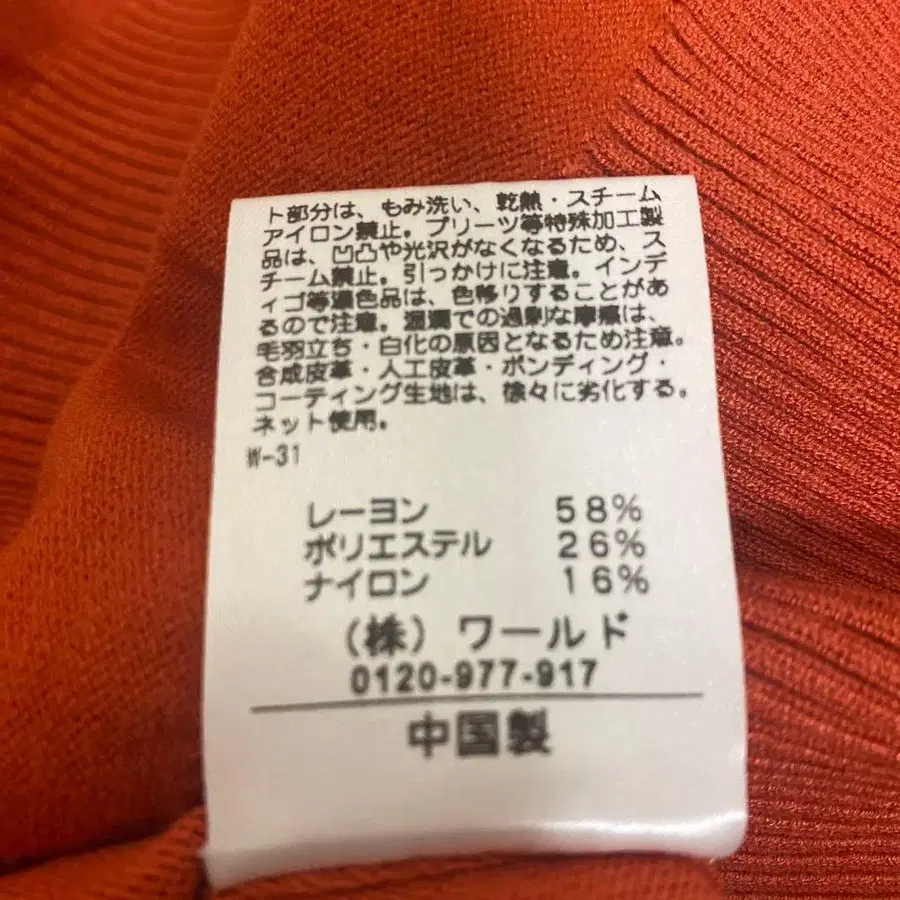 ト部分は、もみ洗い、乾熱・スチーム
アイロン禁止。プリーツ等特殊加工製
品は、凹凸や光沢がなくなるため、ス
チーム禁止。引っかけに注意。インデ
ィゴ等濃色品は、色移りすることがあ
るので注意。湿潤での過剰な摩擦は、
毛羽立ち・白化の原因となるため注意。
合成皮革・人工皮革・ボンディング・
コーティング生地は、徐々に劣化する。
ネット使用。
W-31
レーヨン 58%
ポリエステル 26%
ナイロン 16%
(株) ワールド
0120-977-917
中国製